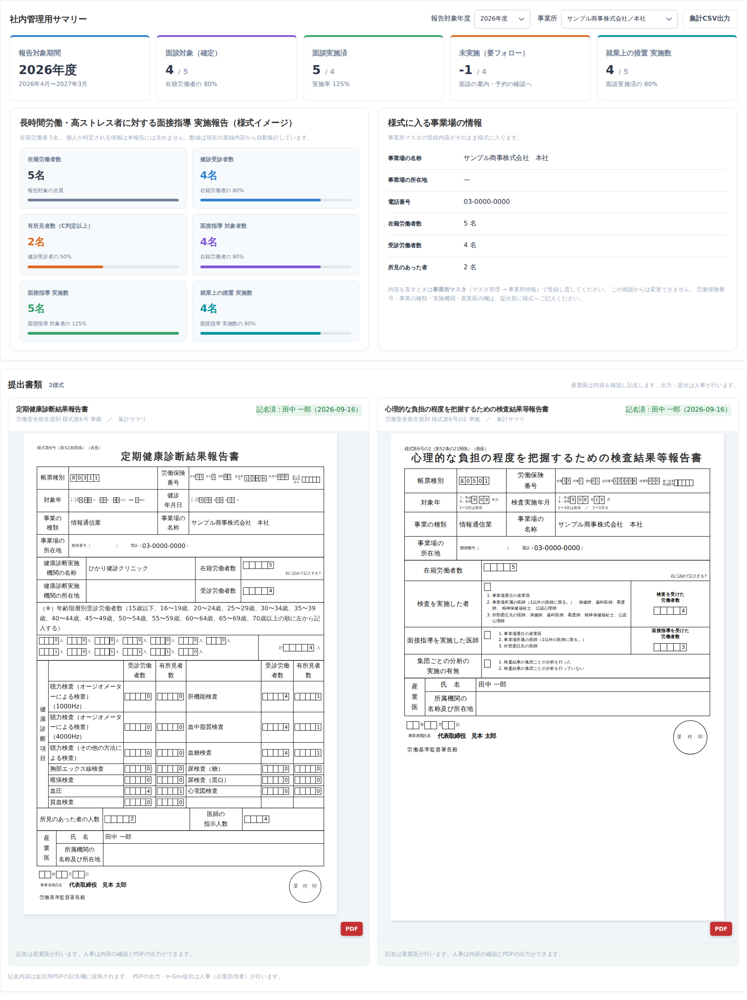 社内管理用サマリー
報告対象年度 2026年度 事業所 サンプル商事株式会社／本社 集計CSV出力
報告対象期間
2026年度
2026年4月〜2027年3月
面談対象（確定）
4 / 5
在籍労働者の 80%
面談実施済
5 / 4
実施率 125%
未実施（要フォロー）
-1 / 4
面談の案内・予約の確認へ
就業上の措置 実施数
4 / 5
面談実施済の 80%
長時間労働・高ストレス者に対する面接指導 実施報告（様式イメージ）
在籍労働者 5名。 個人が特定される情報は本報告には含めません。数値は現在の登録内容から自動集計しています。
在籍労働者数
5名
報告対象の全員
健診受診者数
4名
在籍労働者の 80%
有所見者数（C判定以上）
2名
健診受診者の 50%
面接指導 対象者数
4名
在籍労働者の 80%
面接指導 実施数
5名
面接指導 対象者の 125%
就業上の措置 実施数
4名
面接指導 実施数の 80%
様式に入る事業場の情報
事業所マスタの登録内容がそのまま様式に入ります。
事業場の名称 サンプル商事株式会社　本社
事業場の所在地 —
電話番号 03-0000-0000
在籍労働者数 5 名
受診労働者数 4 名
所見のあった者 2 名
内容を直すときは事業所マスタ（マスタ管理 → 事業所情報）で登録し直してください。 この画面からは変更できません。 労働保険番
号・事業の種類・実施機関・産業医の欄は、提出前に様式へご記入ください。
提出書類 2様式
産業医は内容を確認し記名します。出力・提出は人事が行います。
定期健康診断結果報告書
労働安全衛生規則 様式第6号 準拠　／　集計サマリ
記名済：田中 一郎（2026-09-16）
様式第6号（第52条関係）（表面）
定期健康診断結果報告書
帳票種別 80311 労働保険
番号
府県 13 所掌 1 管轄 01 基幹番号 123456 枝番号 000 被一括事業場番号
対象年 7：平成 9：令和 9 08 年 （04月～ 03月分）（報告 1回目）
健診
年月日
7：平成 9：令和 9 08 年 06 月 12 日
事業の
種類
情報通信業
事業場の
名称
サンプル商事株式会社　本社
事業場の
所在地
郵便番号（　　　） 電話（ 03-0000-0000 ）
健康診断実施
機関の名称
ひかり健診クリニック
在籍労働者数 5
右に詰めて記入する↑
健康診断実施
機関の所在地
受診労働者数 4
（※）年齢階層別受診労働者数（15歳以下、16〜19歳、20〜24歳、25〜29歳、30〜34歳、35〜39
歳、40〜44歳、45〜49歳、50〜54歳、55〜59歳、60〜64歳、65〜69歳、70歳以上の順に左から記
入する）
0人 0人 0人 0人 0人 0人 0人
1人 0人 1人 1人 1人 0人
計 4 人
健康診断項目
受診労働者数 有所見者数 受診労働者数 有所見者数
聴力検査（オージオメーターによる検査）（1000Hz） 0 0 肝機能検査 4 1
聴力検査（オージオメーターによる検査）（4000Hz） 0 0 血中脂質検査 4 1
聴力検査（その他の方法による検査） 0 0 血糖検査 4 1
胸部エックス線検査 0 0 尿検査（糖） 0 0
喀痰検査 0 0 尿検査（蛋白） 0 0
血圧 4 1 心電図検査 0 0
貧血検査 0 0
所見のあった者の人数 2
医師の
指示人数
4
産業医
氏　名 田中 一郎
所属機関の
名称及び所在地
年 月 日
事業者職氏名 代表取締役　見本 太郎
労働基準監督署長殿
受　付　印
PDF
記名は産業医が行います。人事は内容の確認とPDFの出力ができます。
心理的な負担の程度を把握するための検査結果等報告書
労働安全衛生規則 様式第6号の2 準拠　／　集計サマリ
記名済：田中 一郎（2026-09-16）
様式第6号の2（第52条の21関係）（表面）
心理的な負担の程度を把握するための検査結果等報告書
帳票種別 80501
労働保険
番号
府県 13 所掌 1 管轄 01 基幹番号 123456 枝番号 000 被一括事業場番号
対象年 7：平成 9：令和 9 08 年分
1〜3月は前年
検査実施年月 7：平成 9：令和 9 08 年 10 月
1〜3月は前年　／　1〜3月分
事業の種類 情報通信業
事業場の
名称
サンプル商事株式会社　本社
事業場の
所在地
郵便番号（　　　） 電話（ 03-0000-0000 ）
在籍労働者数 5
右に詰めて記入する↑
検査を実施した者
1. 事業場選任の産業医
2. 事業場所属の医師（1以外の医師に限る。）、保健師、歯科医師、看護
師、 精神保健福祉士、公認心理師
3. 外部委託先の医師、保健師、歯科医師、看護師、精神保健福祉士、公認
心理師
検査を受けた
労働者数
4
面接指導を実施した医師
1. 事業場選任の産業医
2. 事業場所属の医師（1以外の医師に限る。）
3. 外部委託先の医師
面接指導を受けた
労働者数
3
集団ごとの分析の
実施の有無
1. 検査結果の集団ごとの分析を行った
2. 検査結果の集団ごとの分析を行っていない
産業医
氏　名 田中 一郎
所属機関の
名称及び所在地
年 月 日
事業者職氏名 代表取締役　見本 太郎
労働基準監督署長殿
受　付　印
PDF
記名は産業医が行います。人事は内容の確認とPDFの出力ができます。
記名内容は提出用PDFの記名欄に反映されます。 PDFの出力・e-Gov提出は人事（企業担当者）が行います。